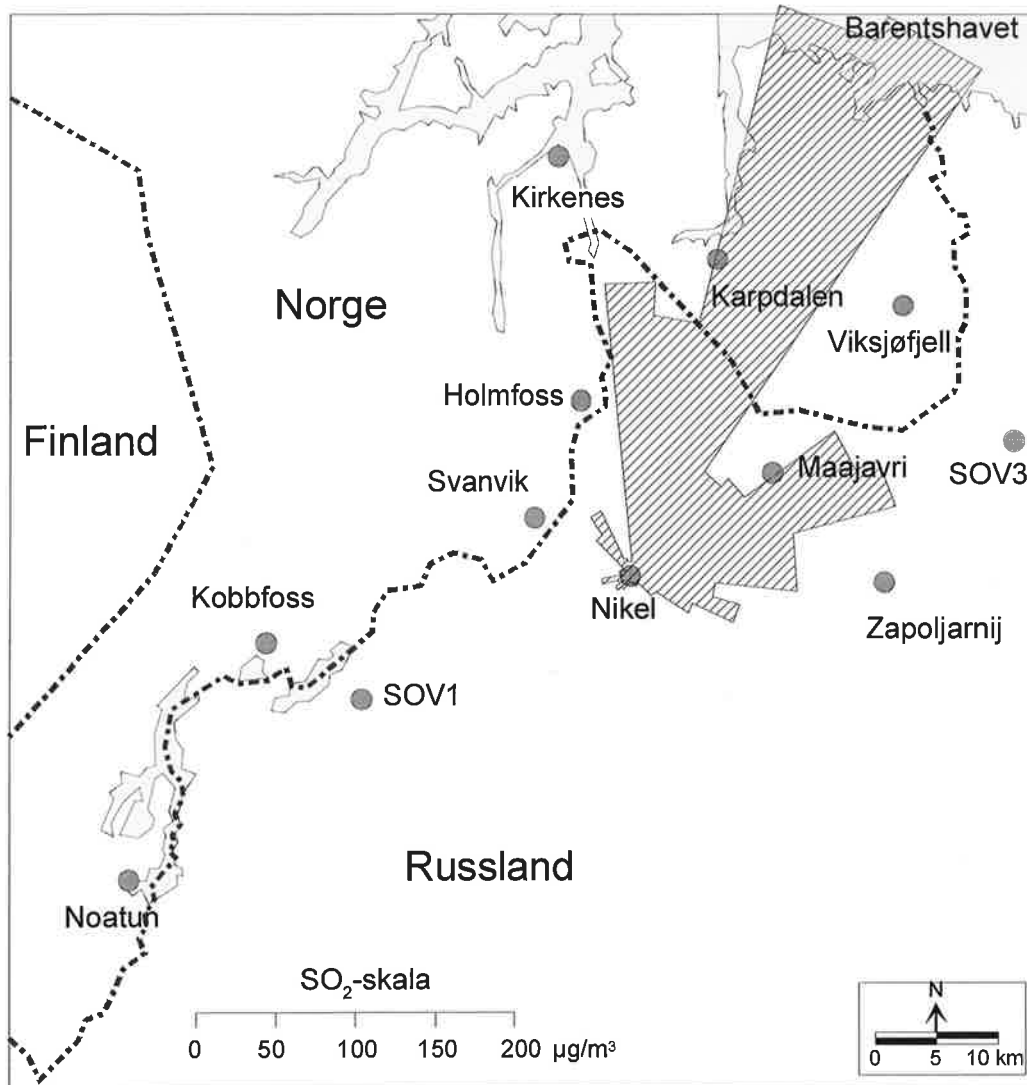 Barentshavet
Kirkenes
Norge
Karpdalen
Viksjøfjell
Holmfoss
Finland
Maajavri
SOV3
Svanvik
Kobbfoss
Nikel
Zapoljarnij
SOV1
Russland
Noatun
SO₂-skala
0 50 100 200 µg/m³
N
0 5 10 km